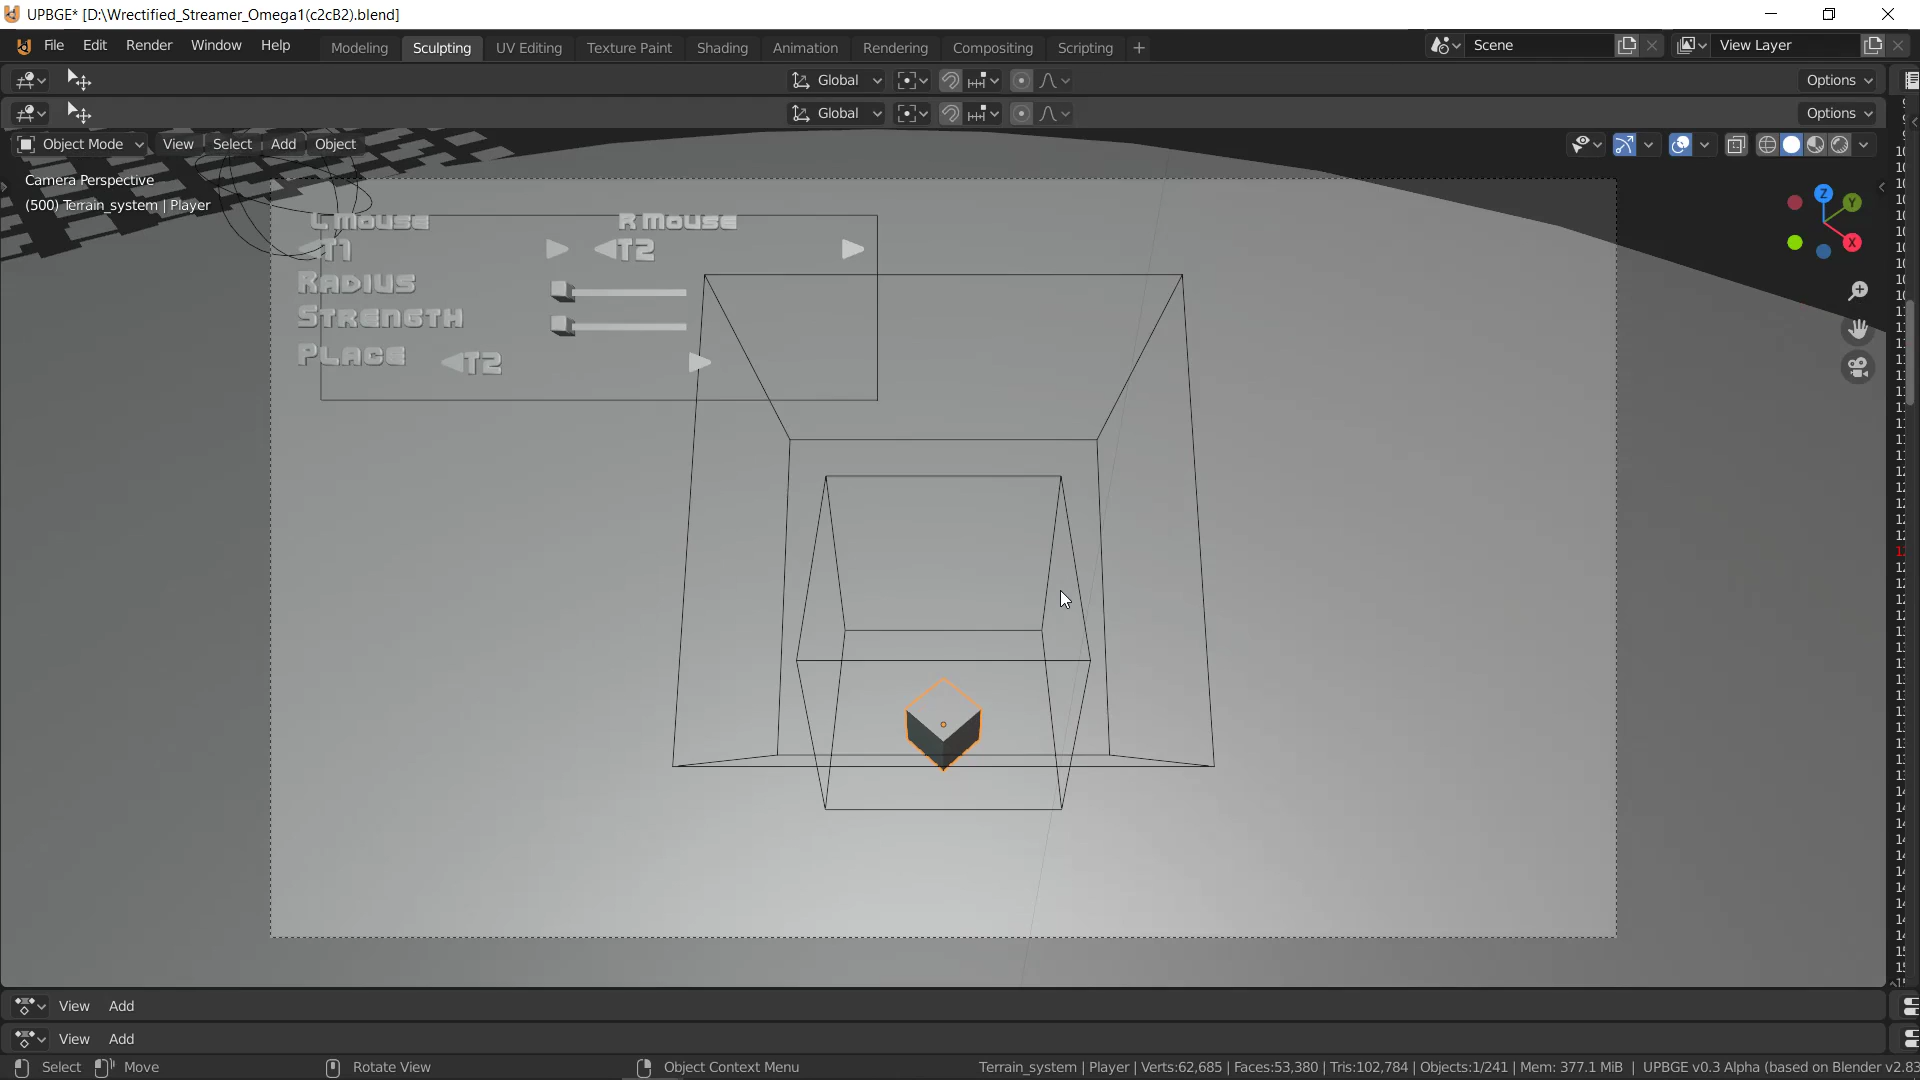 UPBGE* [D:\Wrectified_Streamer_Omega1(c2cB2).blend]
File Edit Render Window Help Modeling Sculpting UV Editing Texture Paint Shading Animation Rendering Compositing Scripting + Scene View Layer
Global Options
Global Options
Object Mode View Select Add Object
Camera Perspective
(500) Terrain_system | Player
L Mouse R Mouse
T1 T2
Radius
Strength
Place T2
Z
Y
X
View Add
View Add
Select Move Rotate View Object Context Menu Terrain_system | Player | Verts:62,685 | Faces:53,380 | Tris:102,784 | Objects:1/241 | Mem: 377.1 MiB | UPBGE v0.3 Alpha (based on Blender v2.83